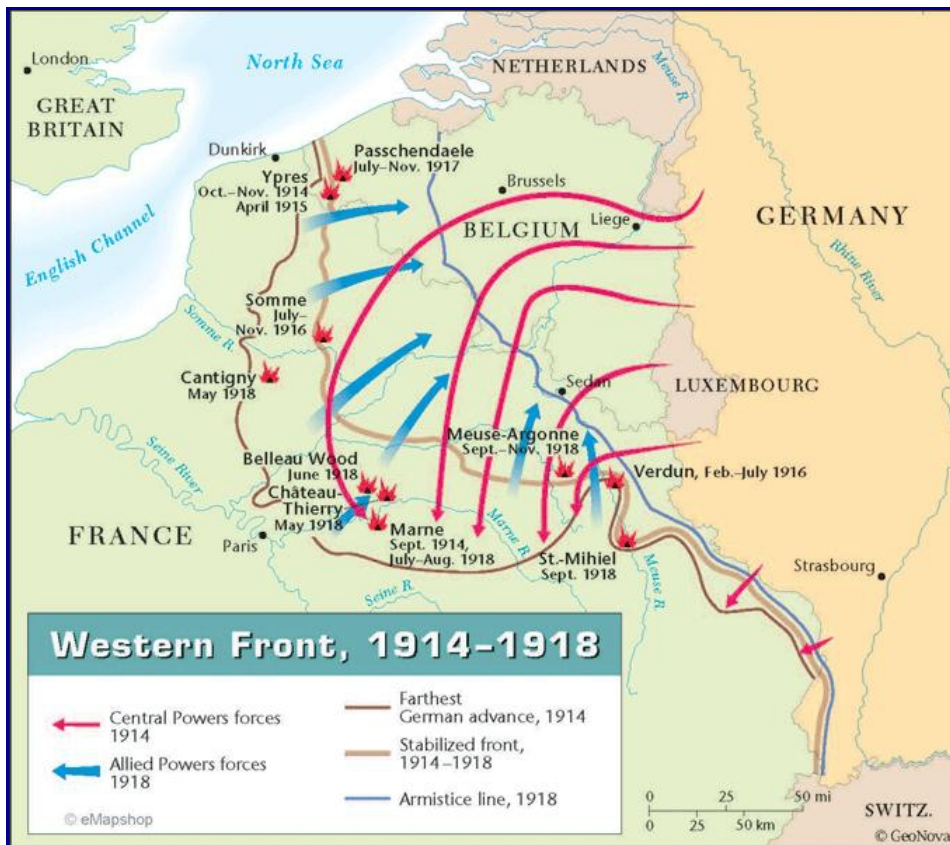 London
North Sea
NETHERLANDS
Meuse R.
GREAT
BRITAIN
Dunkirk
Passchendaele
July–Nov. 1917
Ypres
Oct.–Nov. 1914
April 1915
Brussels
Liege
BELGIUM
GERMANY
English Channel
Rhine River
Somme
July–
Nov. 1916
Somme R.
Cantigny
May 1918
Sedan
LUXEMBOURG
Seine River
Meuse-Argonne
Sept.–Nov. 1918
Belleau Wood
June 1918
Verdun, Feb.–July 1916
Château-
Thierry
May 1918
FRANCE
Paris
Marne
Sept. 1914,
July–Aug. 1918
Marne R.
St.-Mihiel
Sept. 1918
Meuse R.
Strasbourg
Seine R.
Western Front, 1914–1918
Central Powers forces
1914
Allied Powers forces
1918
Farthest
German advance, 1914
Stabilized front,
1914–1918
Armistice line, 1918
© eMapshop
0 25 50 mi
0 25 50 km
SWITZ.
© GeoNova